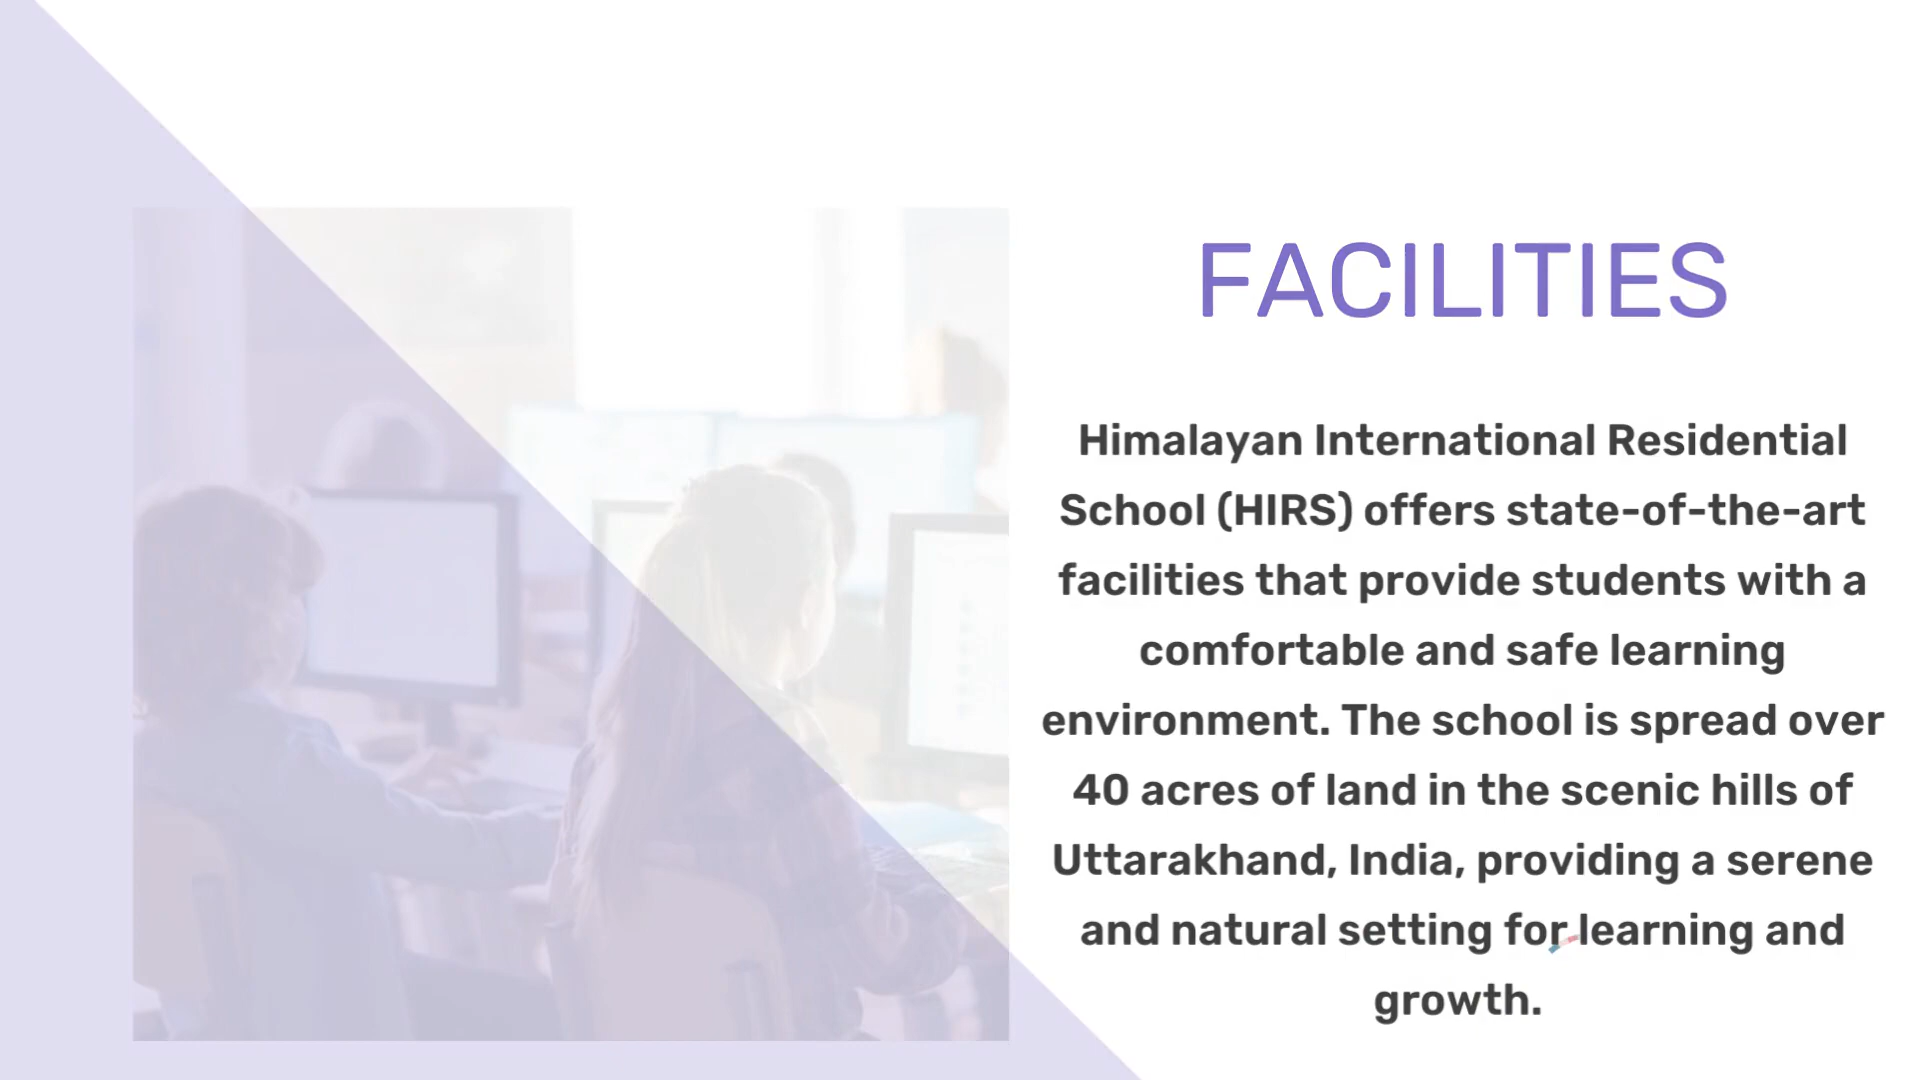 FACILITIES
Himalayan International Residential
School (HIRS) offers state-of-the-art
facilities that provide students with a
comfortable and safe learning
environment. The school is spread over
40 acres of land in the scenic hills of
Uttarakhand, India, providing a serene
and natural setting for learning and
growth.